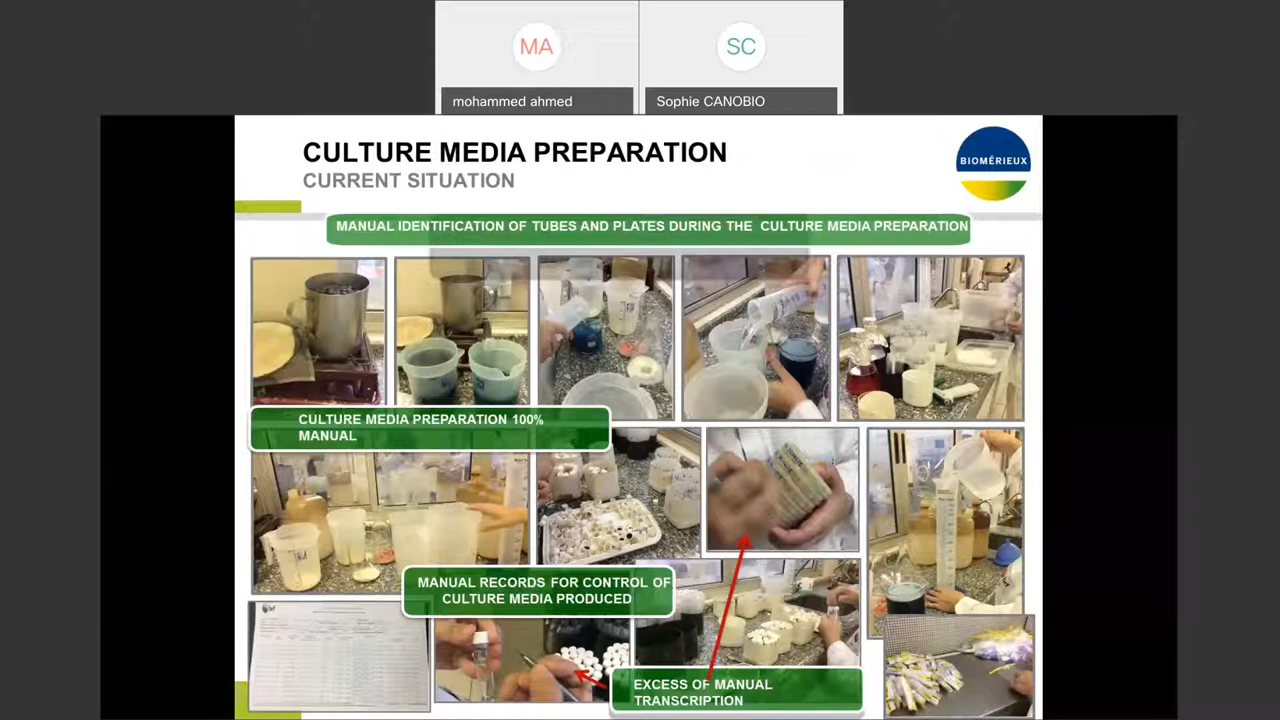 MA
SC
mohammed ahmed
Sophie CANOBIO
CULTURE MEDIA PREPARATION
CURRENT SITUATION
BIOMÉRIEUX
MANUAL IDENTIFICATION OF TUBES AND PLATES DURING THE CULTURE MEDIA PREPARATION
CULTURE MEDIA PREPARATION 100%
MANUAL
MANUAL RECORDS FOR CONTROL OF
CULTURE MEDIA PRODUCED
EXCESS OF MANUAL
TRANSCRIPTION